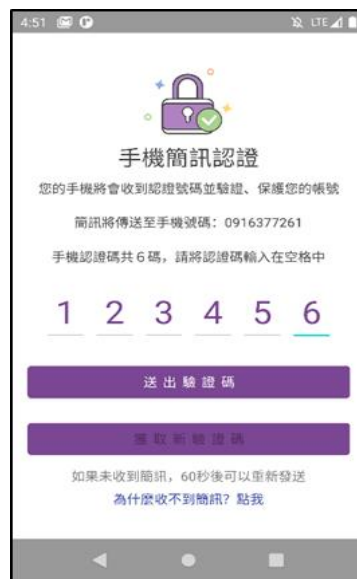 4:51
LTE
手機簡訊認證
您的手機將會收到認證號碼並驗證、保護您的帳號
簡訊將傳送至手機號碼：0916377261
手機認證碼共 6 碼，請將認證碼輸入在空格中
1 2 3 4 5 6
送出驗證碼
獲取新驗證碼
如果未收到簡訊，60秒後可以重新發送
為什麼收不到簡訊？點我